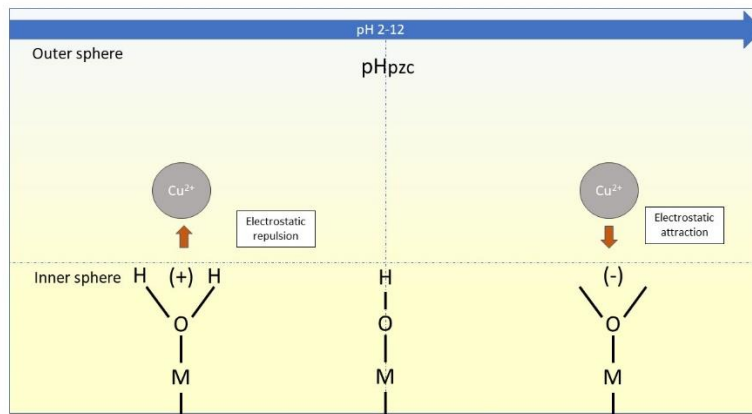 pH 2-12
Outer sphere
pHpzc
Cu²⁺
Cu²⁺
Electrostatic
repulsion
Electrostatic
attraction
Inner sphere
H (+) H
H
(-)
O
O
O
M
M
M